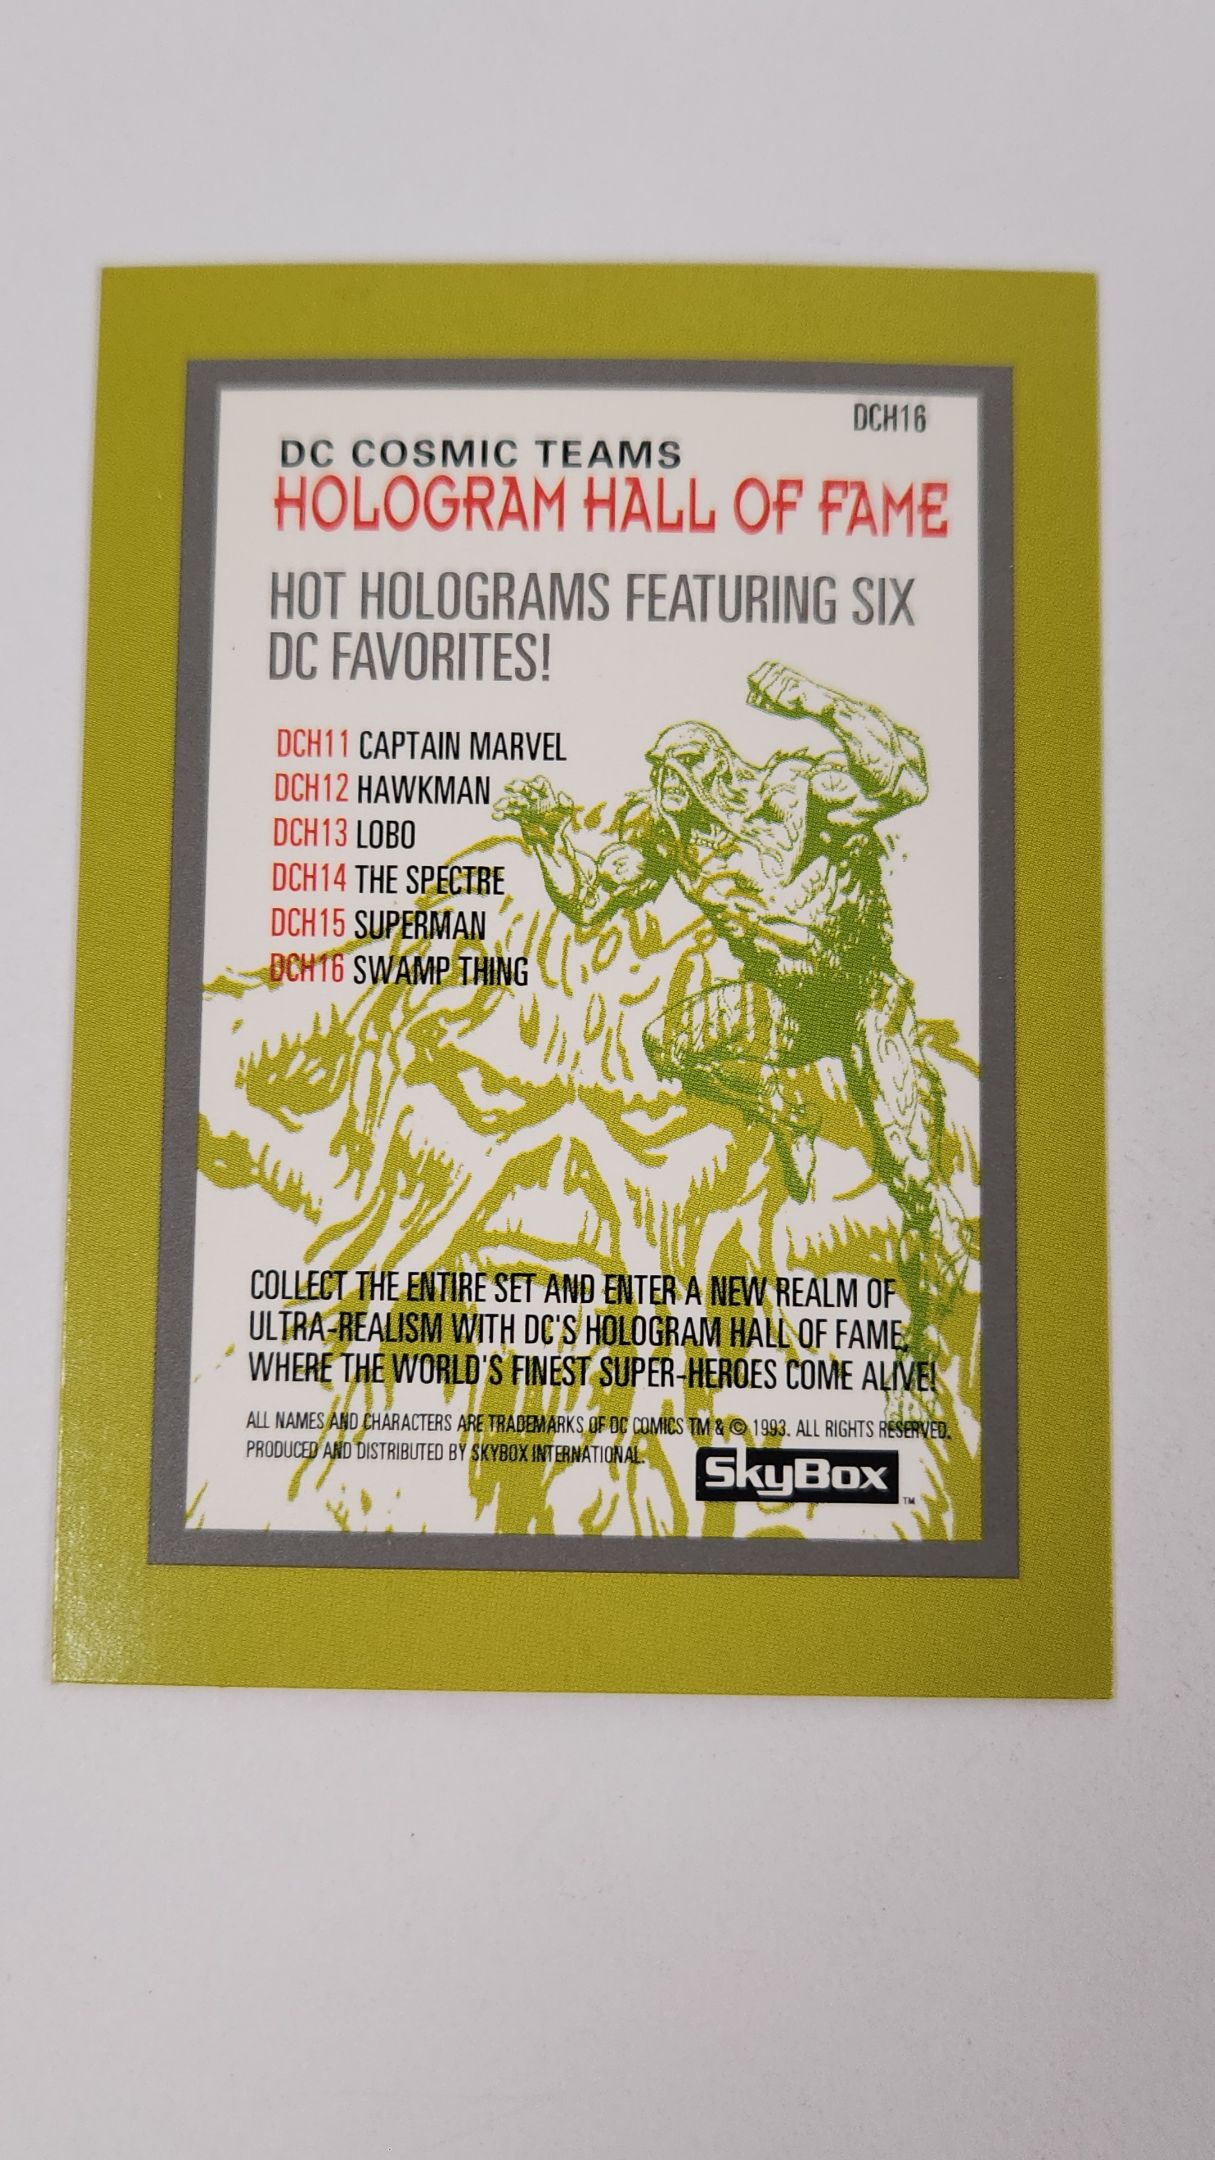 DCH16
DC COSMIC TEAMS
HOLOGRAM HALL OF FAME
HOT HOLOGRAMS FEATURING SIX
DC FAVORITES!
DCH11 CAPTAIN MARVEL
DCH12 HAWKMAN
DCH13 LOBO
DCH14 THE SPECTRE
DCH15 SUPERMAN
DCH16 SWAMP THING
COLLECT THE ENTIRE SET AND ENTER A NEW REALM OF
ULTRA-REALISM WITH DC'S HOLOGRAM HALL OF FAME,
WHERE THE WORLD'S FINEST SUPER-HEROES COME ALIVE!
ALL NAMES AND CHARACTERS ARE TRADEMARKS OF DC COMICS TM & © 1993. ALL RIGHTS RESERVED.
PRODUCED AND DISTRIBUTED BY SKYBOX INTERNATIONAL.
SkyBox™